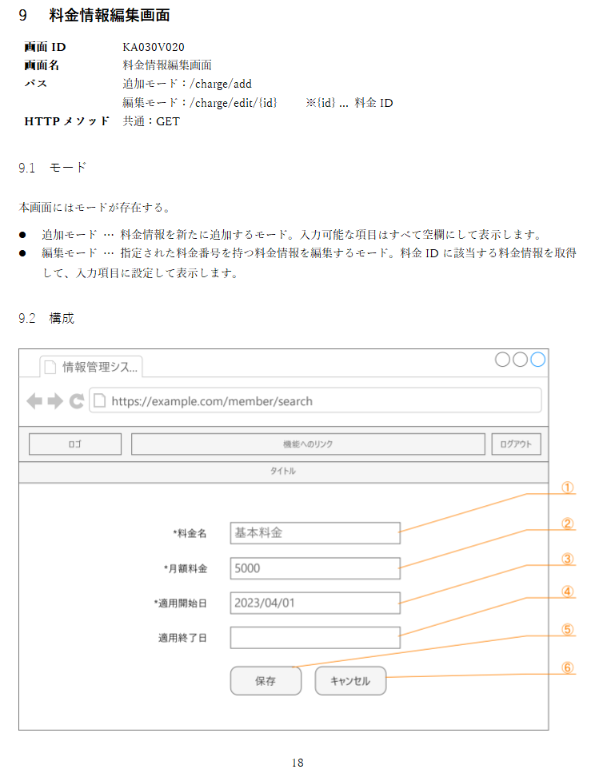 9 料金情報編集画面
画面 ID KA030V020
画面名 料金情報編集画面
パス 追加モード：/charge/add
編集モード：/charge/edit/{id} ※{id} … 料金 ID
HTTP メソッド 共通：GET
9.1 モード
本画面にはモードが存在する。
● 追加モード … 料金情報を新たに追加するモード。入力可能な項目はすべて空欄にして表示します。
● 編集モード … 指定された料金番号を持つ料金情報を編集するモード。料金 ID に該当する料金情報を取得
して、入力項目に設定して表示します。
9.2 構成
情報管理シス...
https://example.com/member/search
ロゴ 機能へのリンク ログアウト
タイトル
①
*料金名 基本料金
②
*月額料金 5000
③
*適用開始日 2023/04/01
④
適用終了日
⑤
保存 キャンセル
⑥
18